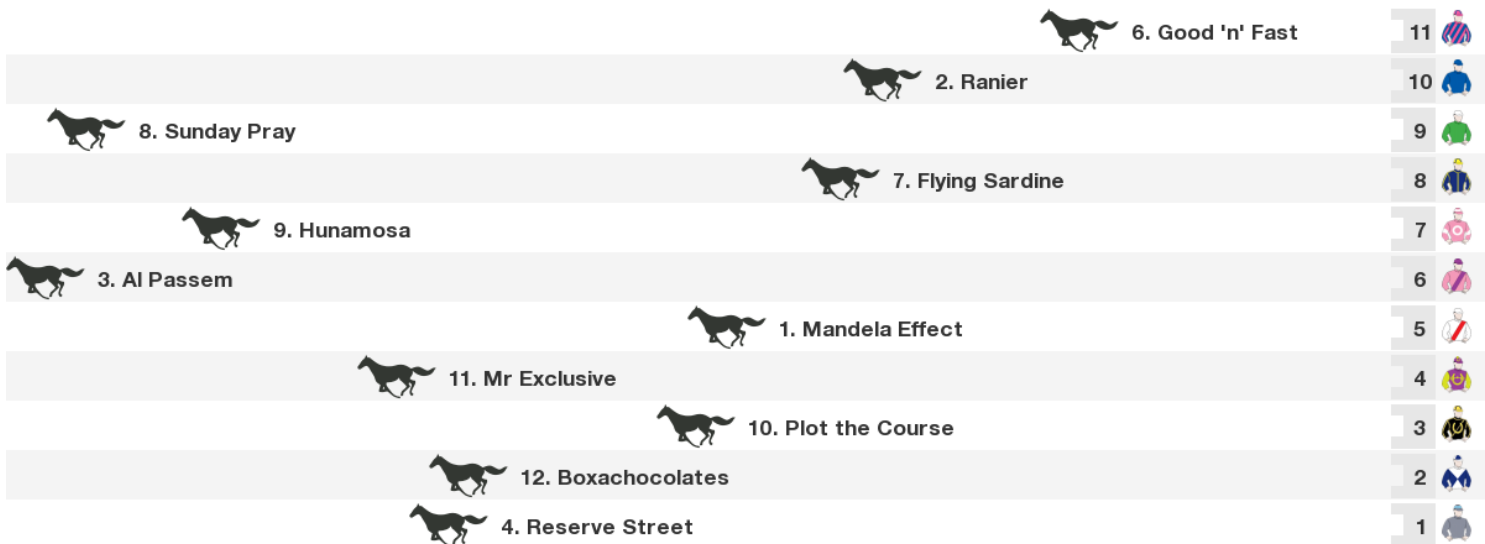 6. Good 'n' Fast 11
2. Ranier 10
8. Sunday Pray 9
7. Flying Sardine 8
9. Hunamosa 7
3. Al Passem 6
1. Mandela Effect 5
11. Mr Exclusive 4
10. Plot the Course 3
12. Boxachocolates 2
4. Reserve Street 1